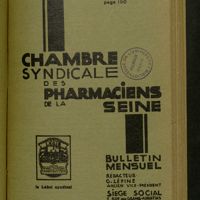 page 150
CHAMBRE
SYNDICALE
DES
PHARMACIENS
DE LA
SEINE
BULLETIN
MENSUEL
RÉDACTEUR
G. LÉPINE
ANCIEN VICE-PRÉSIDENT
le label syndical
SIÈGE SOCIAL